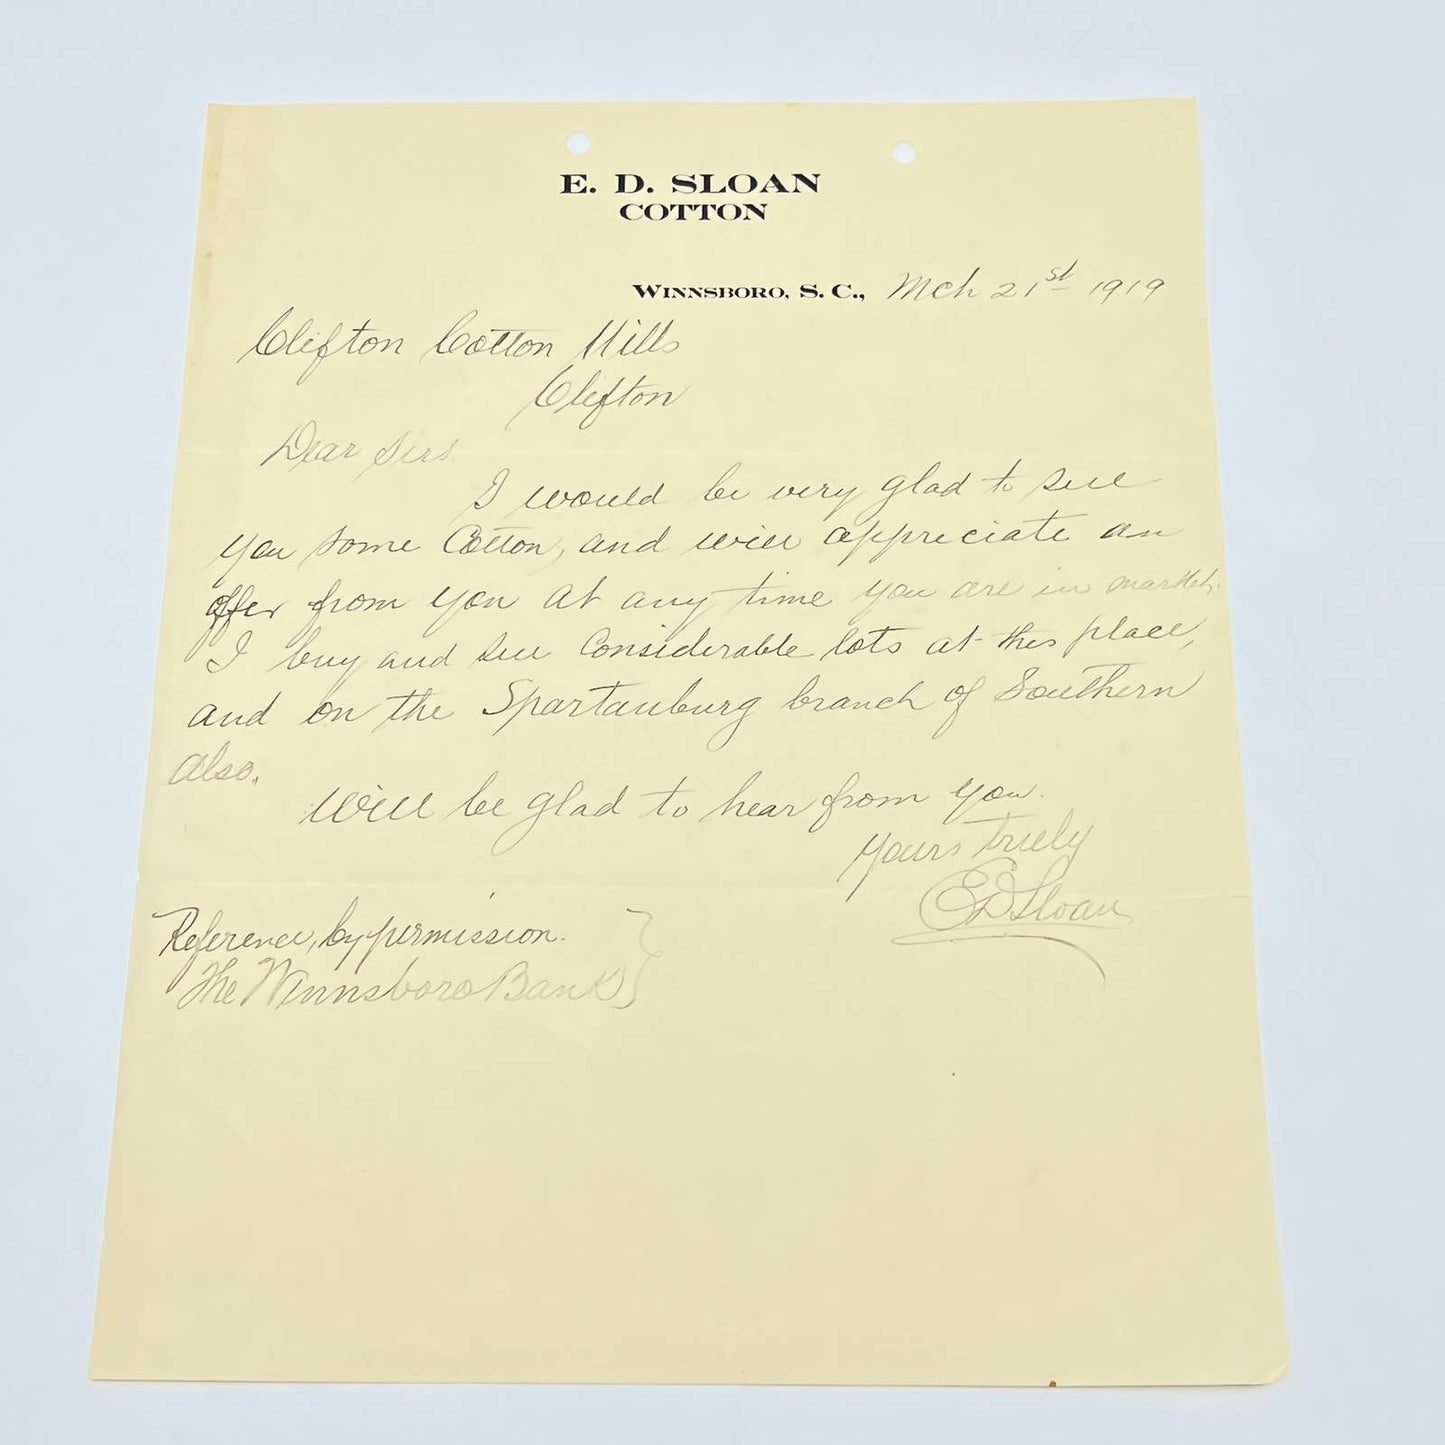 E. D. SLOAN
COTTON
WINNSBORO, S. C., Mch 21st 1919
Clifton Cotton Mills
Clifton
Dear Sirs
I would be very glad to sell
you some Cotton, and will appreciate an
offer from you at any time you are in market.
I buy and sell Considerable lots at this place,
and on the Spartanburg branch of Southern
also.
Will be glad to hear from you.
Yours truly
E D Sloan
Reference, by permission.
The Winnsboro Bank